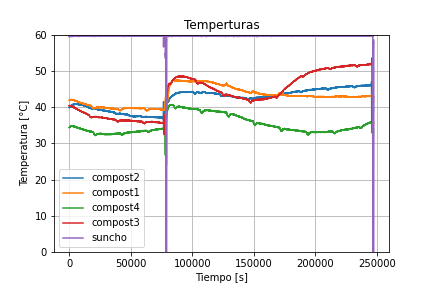 Temperturas
Temperatura [°C]
60
50
40
30
20
10
0
compost2
compost1
compost4
compost3
suncho
0
50000
100000
150000
200000
250000
Tiempo [s]